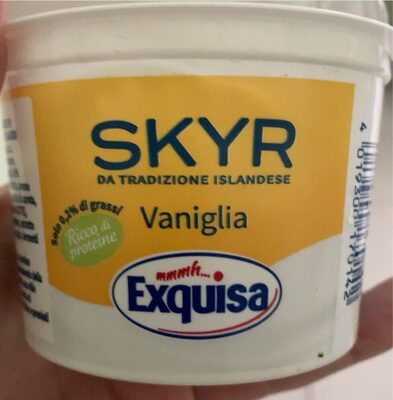 SKYR
DA TRADIZIONE ISLANDESE
Vaniglia
solo 0,2% di grassi
Ricco di
proteine
mmmh...
Exquisa